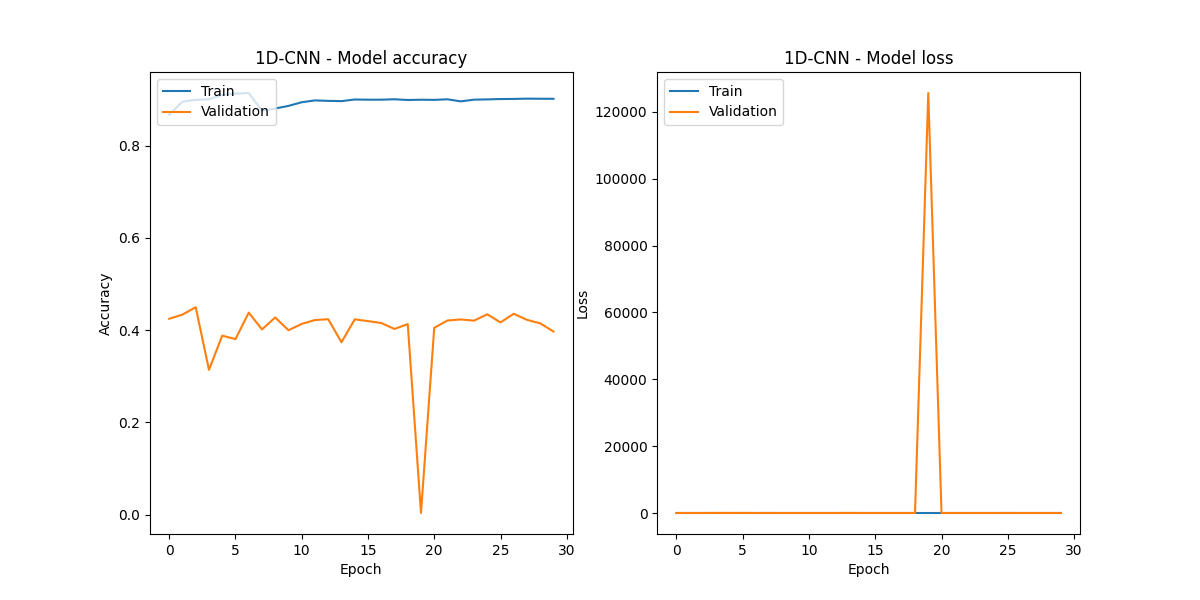 1D-CNN - Model accuracy
Train
Validation
0.8
0.6
0.4
0.2
0.0
Accuracy
0
5
10
15
20
25
30
Epoch
1D-CNN - Model loss
Train
Validation
120000
100000
80000
60000
40000
20000
0
Loss
0
5
10
15
20
25
30
Epoch